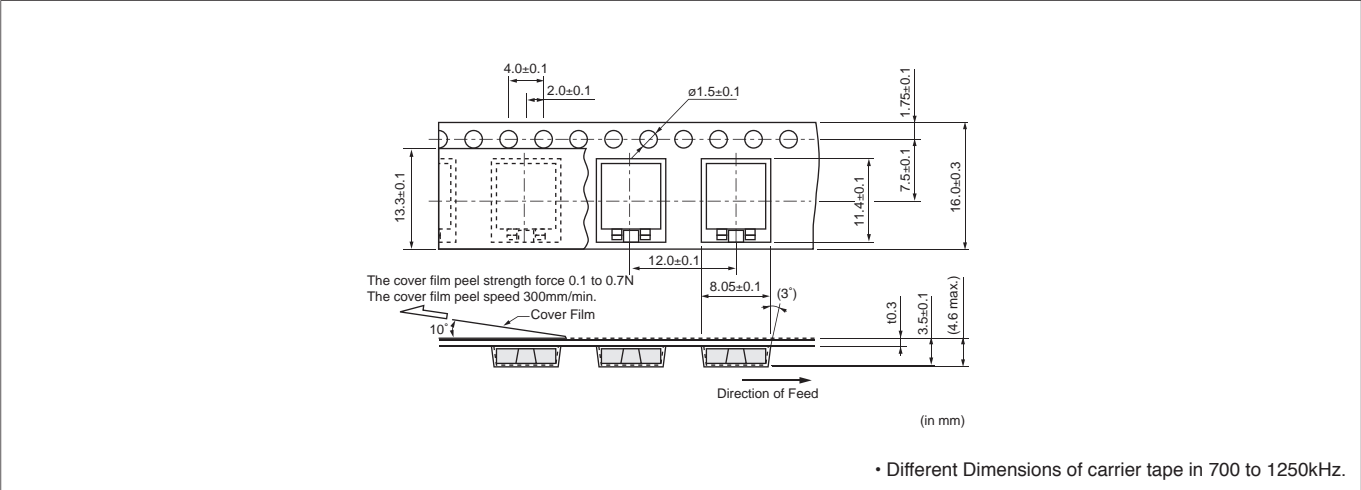 4.0±0.1
2.0±0.1
ø1.5±0.1
1.75±0.1
7.5±0.1
16.0±0.3
13.3±0.1
11.4±0.1
12.0±0.1
The cover film peel strength force 0.1 to 0.7N
The cover film peel speed 300mm/min.
8.05±0.1
(3˚)
Cover Film
10˚
t0.3
3.5±0.1
(4.6 max.)
Direction of Feed
(in mm)
• Different Dimensions of carrier tape in 700 to 1250kHz.